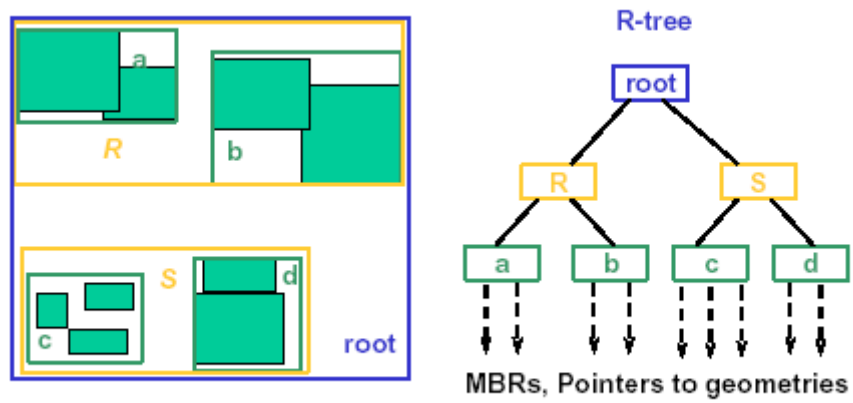 a
R
b
S
d
c
root
R-tree
root
R
S
a
b
c
d
MBRs, Pointers to geometries